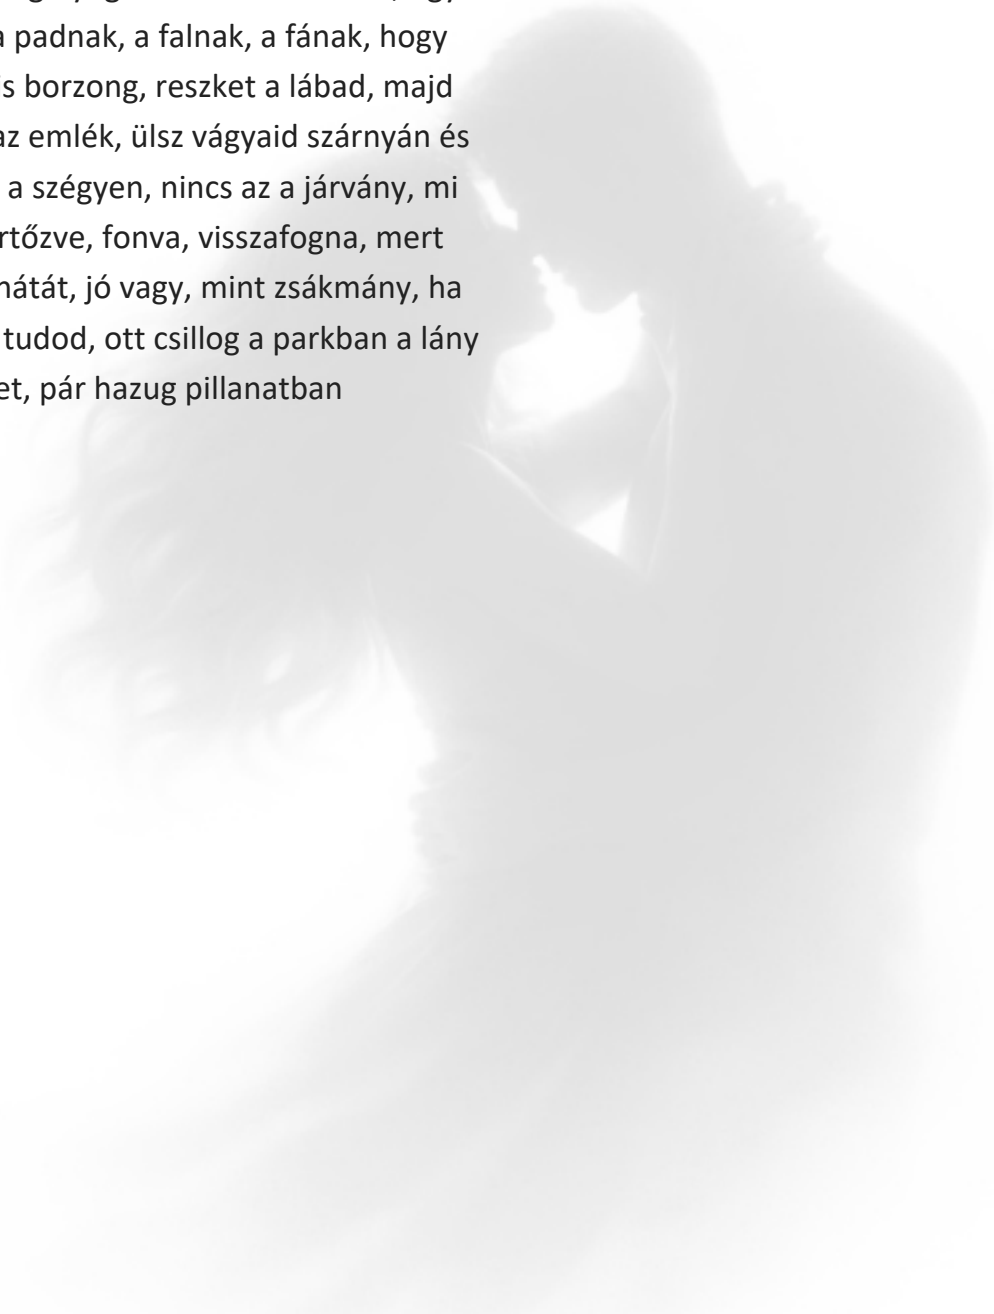 a padnak, a falnak, a fának, hogy
s borzong, reszket a lábad, majd
az emlék, ülsz vágyaid szárnyán és
a szégyen, nincs az a járvány, mi
rtőzve, fonva, visszafogna, mert
hátát, jó vagy, mint zsákmány, ha
tudod, ott csillog a parkban a lány
et, pár hazug pillanatban